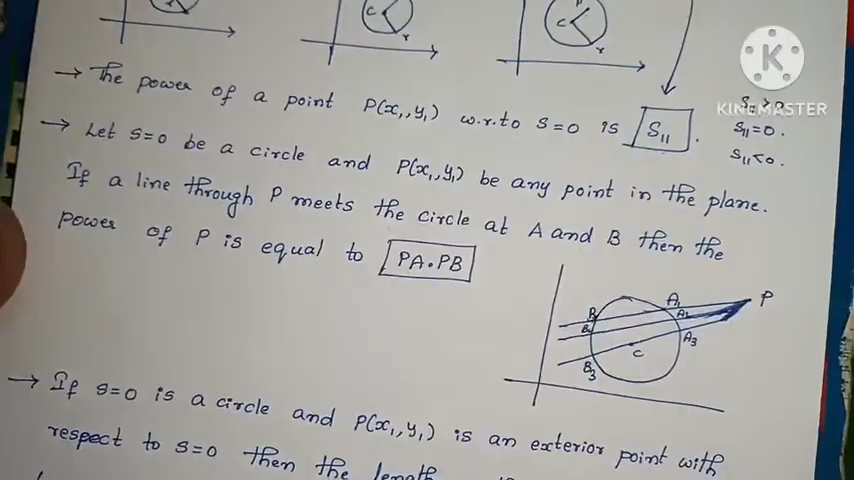 C
r
C
P
r
→ The power of a point P(x₁,y₁) w.r.to S=0 is S₁₁.
K
KINEMASTER
S₁₁=0.
S₁₁<0.
→ Let S=0 be a circle and P(x₁,y₁) be any point in the plane.
If a line through P meets the circle at A and B then the
power of P is equal to PA.PB
B
A₁
P
B
A₂
C
A₃
B₃
→ If S=0 is a circle and P(x₁,y₁) is an exterior point with
respect to S=0 then the length